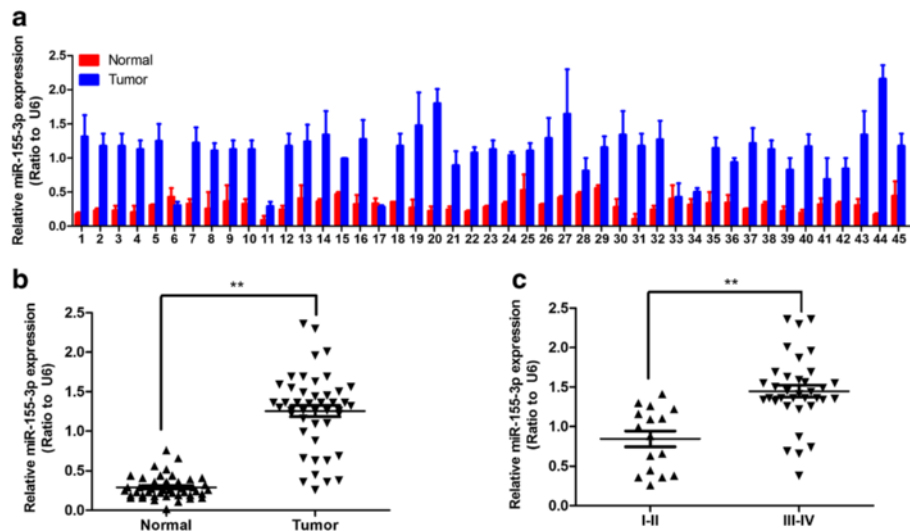 a
Relative miR-155-3p expression
(Ratio to U6)
2.5
2.0
1.5
1.0
0.5
0.0
Normal
Tumor
1 2 3 4 5 6 7 8 9 10 11 12 13 14 15 16 17 18 19 20 21 22 23 24 25 26 27 28 29 30 31 32 33 34 35 36 37 38 39 40 41 42 43 44 45
b
Relative miR-155-3p expression
(Ratio to U6)
2.5
2.0
1.5
1.0
0.5
0.0
**
Normal Tumor
c
Relative miR-155-3p expression
(Ratio to U6)
2.5
2.0
1.5
1.0
0.5
0.0
**
I-II III-IV